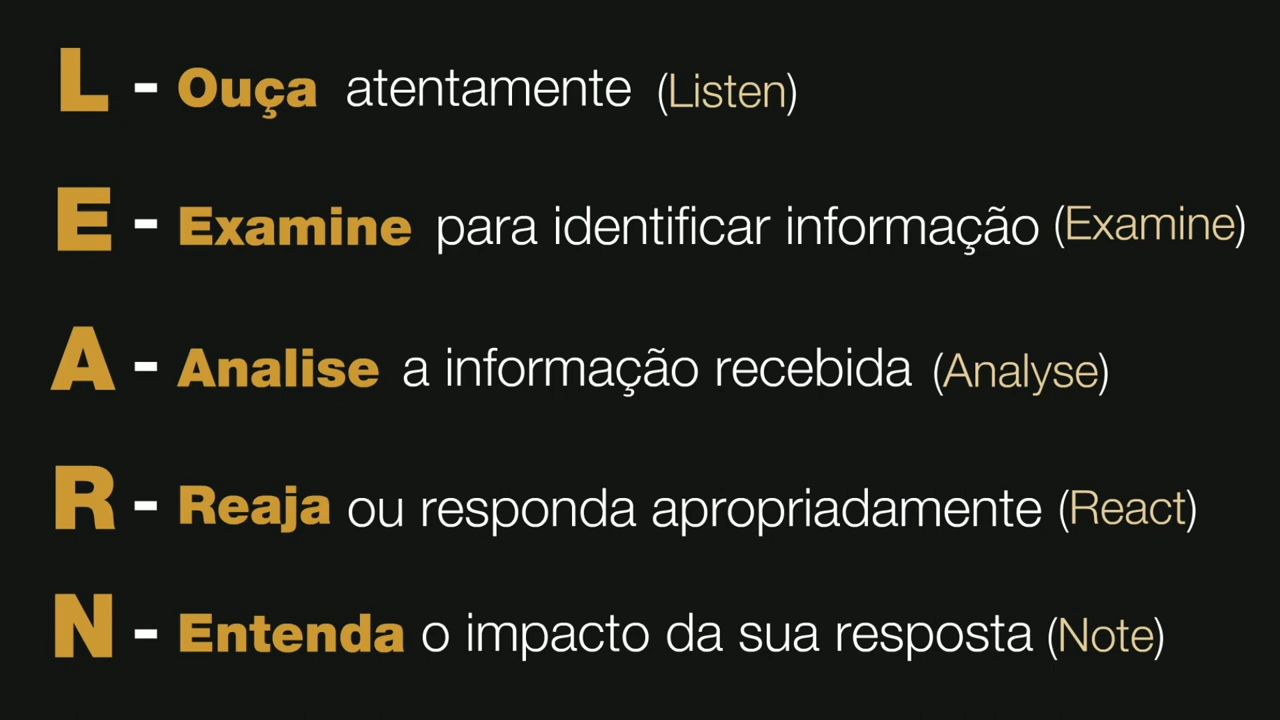 L - Ouça atentamente (Listen)
E - Examine para identificar informação (Examine)
A - Analise a informação recebida (Analyse)
R - Reaja ou responda apropriadamente (React)
N - Entenda o impacto da sua resposta (Note)